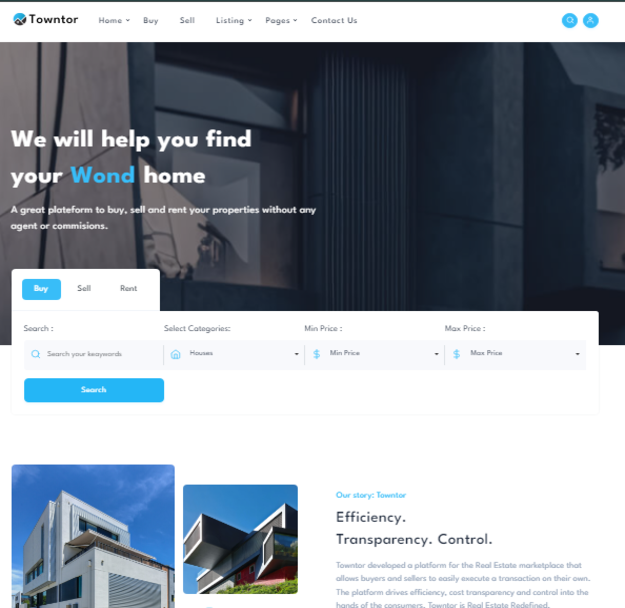 Towntor Home Buy Sell Listing Pages Contact Us
We will help you find
your Wond home
A great plateform to buy, sell and rent your properties without any
agent or commisions.
Buy Sell Rent
Search : Select Categories: Min Price : Max Price :
Search your keaywords Houses Min Price Max Price
Search
Our story: Towntor
Efficiency.
Transparency. Control.
Towntor developed a platform for the Real Estate marketplace that
allows buyers and sellers to easily execute a transaction on their own.
The platform drives efficiency, cost transparency and control into the
hands of the consumers. Towntor is Real Estate Redefined.